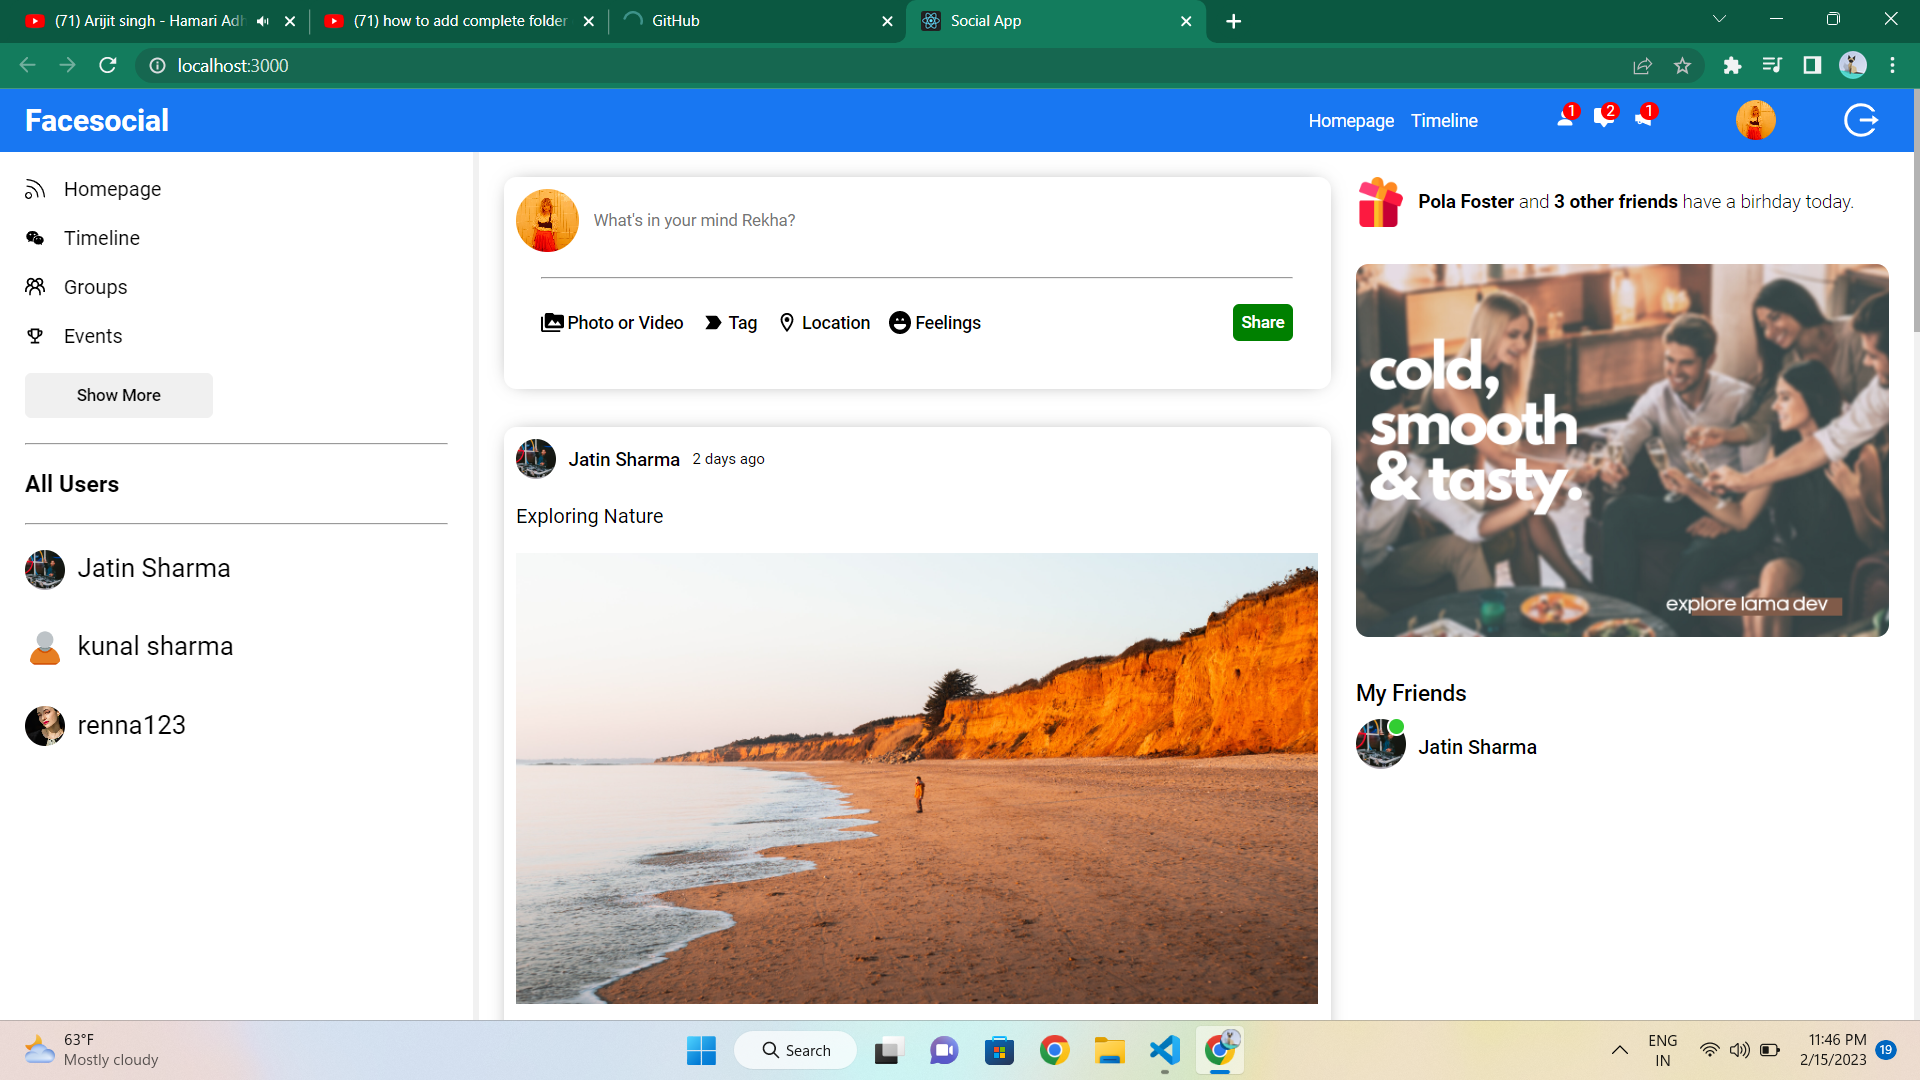 (71) Arijit singh - Hamari Adh
(71) how to add complete folder
GitHub
Social App
localhost:3000
Facesocial
Homepage
Timeline
1
2
1
Homepage
Timeline
Groups
Events
Show More
All Users
Jatin Sharma
kunal sharma
renna123
What's in your mind Rekha?
Photo or Video
Tag
Location
Feelings
Share
Jatin Sharma 2 days ago
Exploring Nature
Pola Foster and 3 other friends have a birhday today.
cold,
smooth
& tasty.
explore lama dev
My Friends
Jatin Sharma
63°F
Mostly cloudy
Search
ENG
IN
11:46 PM
2/15/2023
19